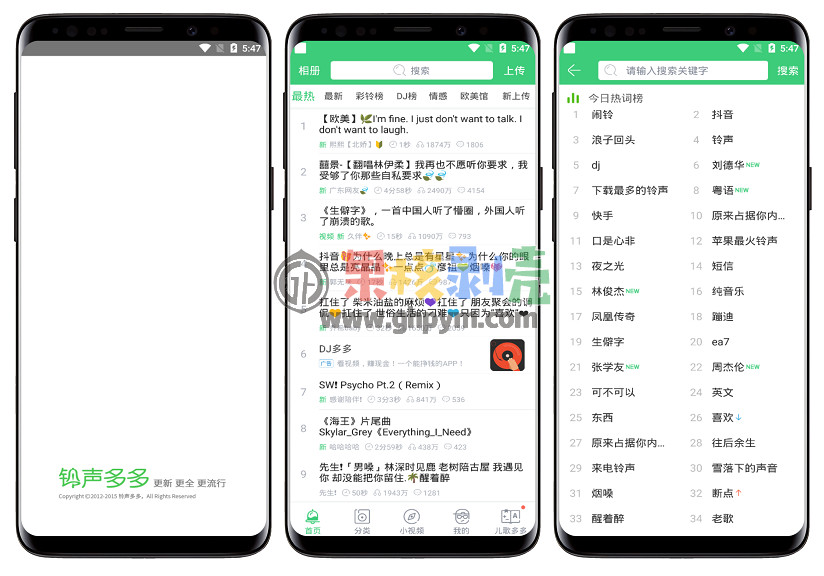 5:47
铃声多多 更新 更全 更流行
Copyright©2012-2015 铃声多多, All Rights Reserved
5:47
相册 搜索 上传
最热 最新 彩铃榜 DJ榜 情感 欧美馆 新上传
1
【欧美】🌿I'm fine. I just don't want to talk. I
don't want to laugh.
新 熙熙【北娇】🔰 1秒 1874万 1806
2
囍景-【翻唱林伊柔】我再也不愿听你要求，我
受够了你那些自私要求🍃🍃
新 广东网友🍃 4分58秒 2490万 4154
3
《生僻字》，一首中国人听了懵圈，外国人听
了崩溃的歌。
视频 新 久伴✨ 15秒 1090万 793
抖音👣为什么晚上总是有星星✨为什么你的眼
里总是亮晶晶✨一点点
彦祖
烟嗓💜
果核剥壳
www.ghpym.com
扛住了 柴米油盐的麻烦💜扛住了 朋友聚会的调
侃
扛住了 世俗生活的刁难💙只因为"喜欢"❤
6
DJ多多
广告 看视频，赚现金！一个能挣钱的APP！
7
SW! Psycho Pt.2（Remix）
新 感谢陪伴! 3分3秒 841万 536
8
《海王》片尾曲
Skylar_Grey《Everything_I_Need》
新 哈哈哈哈 2分59秒 438万 423
9
先生!「男嗓」林深时见鹿 老树陪古屋 我遇见
你 却没能把你留住.🌴醒着醉
先生! 50秒 1943万 1281
首页 分类 小视频 我的 儿歌多多
5:47
请输入搜索关键字 搜索
今日热词榜
1 闹铃 2 抖音
3 浪子回头 4 铃声
5 dj 6 刘德华 NEW
7 下载最多的铃声 8 粤语 NEW
9 快手 10 原来占据你内...
11 口是心非 12 苹果最火铃声
13 夜之光 14 短信
15 林俊杰 NEW 16 纯音乐
17 凤凰传奇 18 蹦迪
19 生僻字 20 ea7
21 张学友 NEW 22 周杰伦 NEW
23 可不可以 24 英文
25 东西 26 喜欢↓
27 原来占据你内... 28 往后余生
29 来电铃声 30 雪落下的声音
31 烟嗓 32 断点↑
33 醒着醉 34 老歌